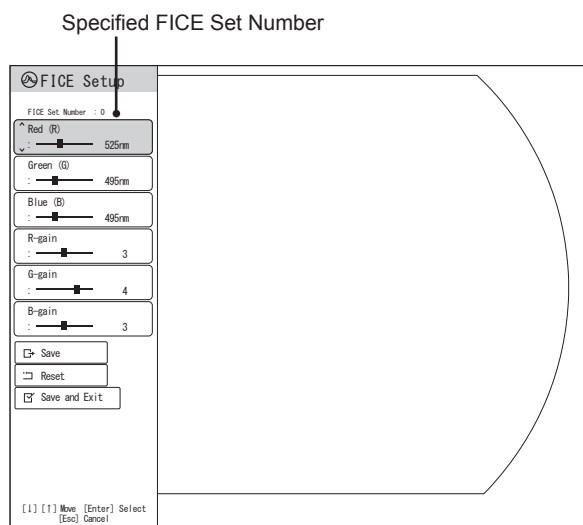 Specified FICE Set Number
FICE Setup
FICE Set Number : 0
Red (R)
: 525nm
Green (G)
: 495nm
Blue (B)
: 495nm
R-gain
: 3
G-gain
: 4
B-gain
: 3
Save
Reset
Save and Exit
[↓] [↑] Move [Enter] Select
[Esc] Cancel